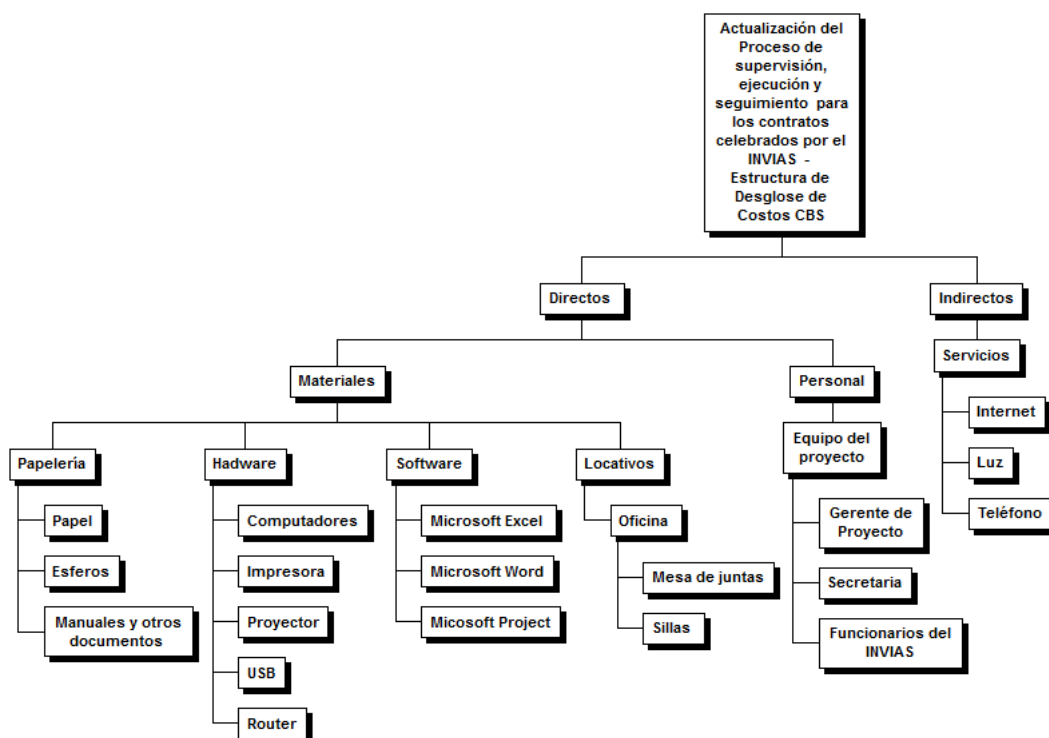 Actualización del
Proceso de
supervisión,
ejecución y
seguimiento para
los contratos
celebrados por el
INVIAS -
Estructura de
Desglose de
Costos CBS
Directos
Indirectos
Materiales
Personal
Servicios
Internet
Luz
Teléfono
Papelería
Hadware
Software
Locativos
Equipo del
proyecto
Papel
Esferos
Manuales y otros
documentos
Computadores
Impresora
Proyector
USB
Router
Microsoft Excel
Microsoft Word
Micosoft Project
Oficina
Mesa de juntas
Sillas
Gerente de
Proyecto
Secretaria
Funcionarios del
INVIAS